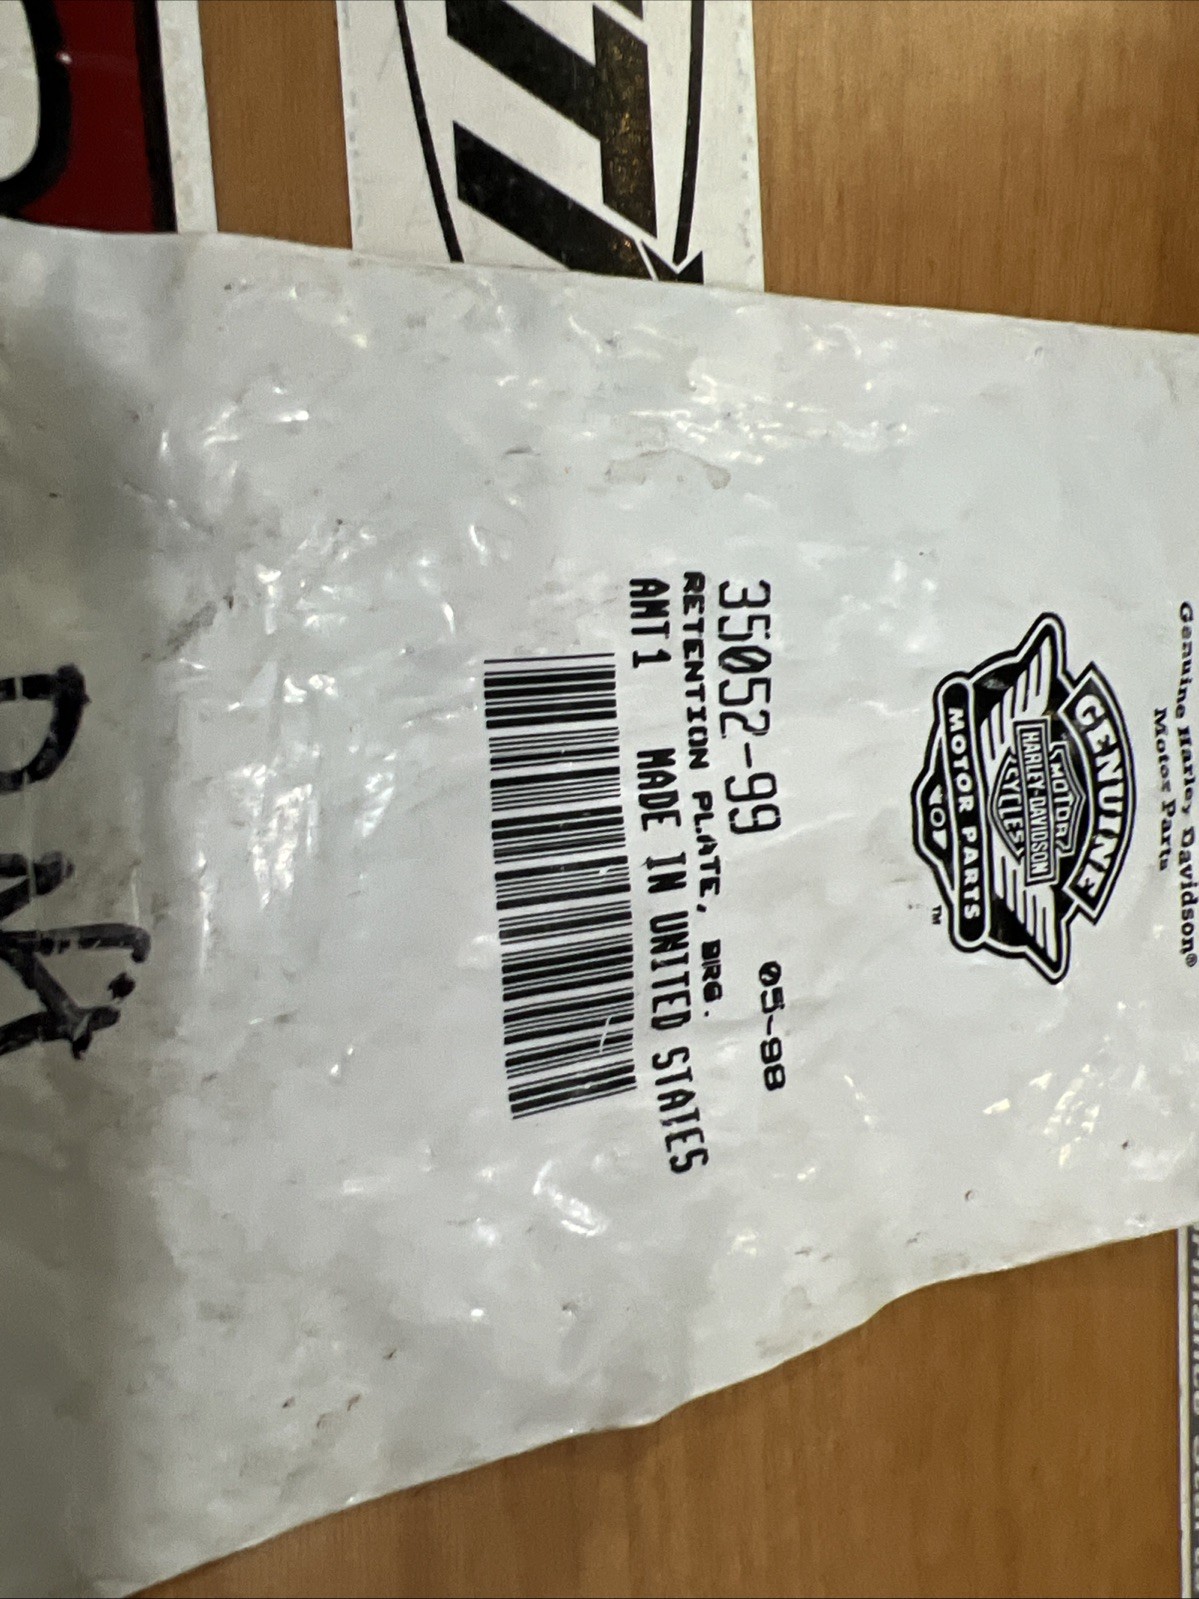 Genuine Harley Davidson®
Motor Parts
GENUINE
MOTOR
HARLEY-DAVIDSON
CYCLES
MOTOR PARTS
TM
35052-99 05-98
RETENTION PLATE, BRG.
AMT1 MADE IN UNITED STATES